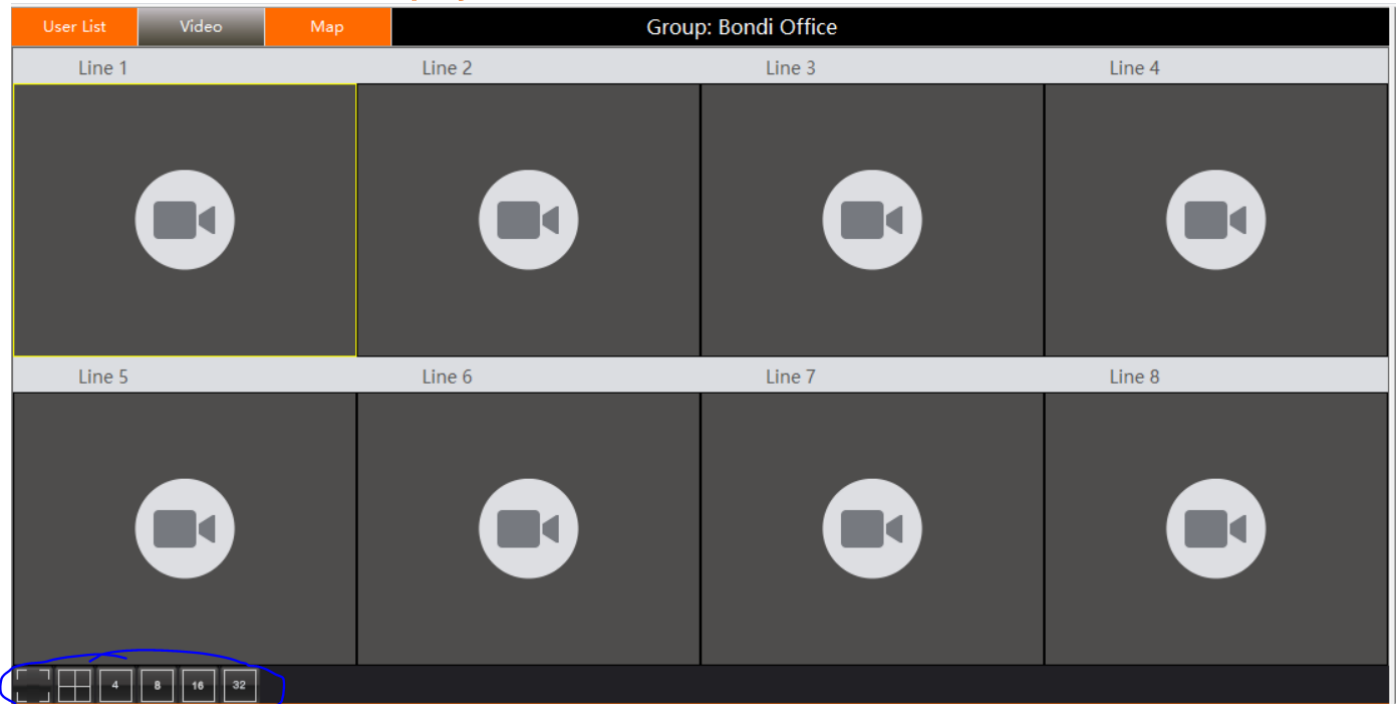 User List Video Map Group: Bondi Office
Line 1 Line 2 Line 3 Line 4
Line 5 Line 6 Line 7 Line 8
4 8 16 32